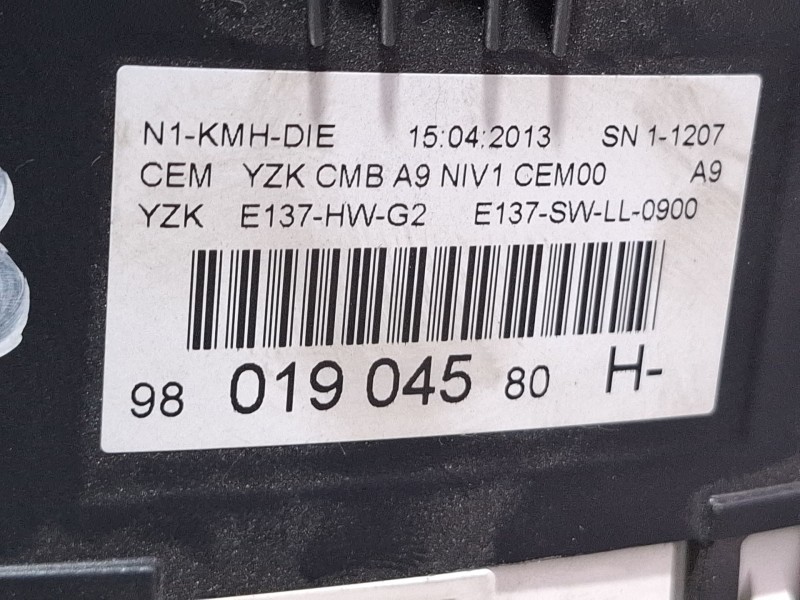 N1-KMH-DIE 15:04:2013 SN 1-1207
CEM YZK CMB A9 NIV1 CEM00 A9
YZK E137-HW-G2 E137-SW-LL-0900
98 019 045 80 H-